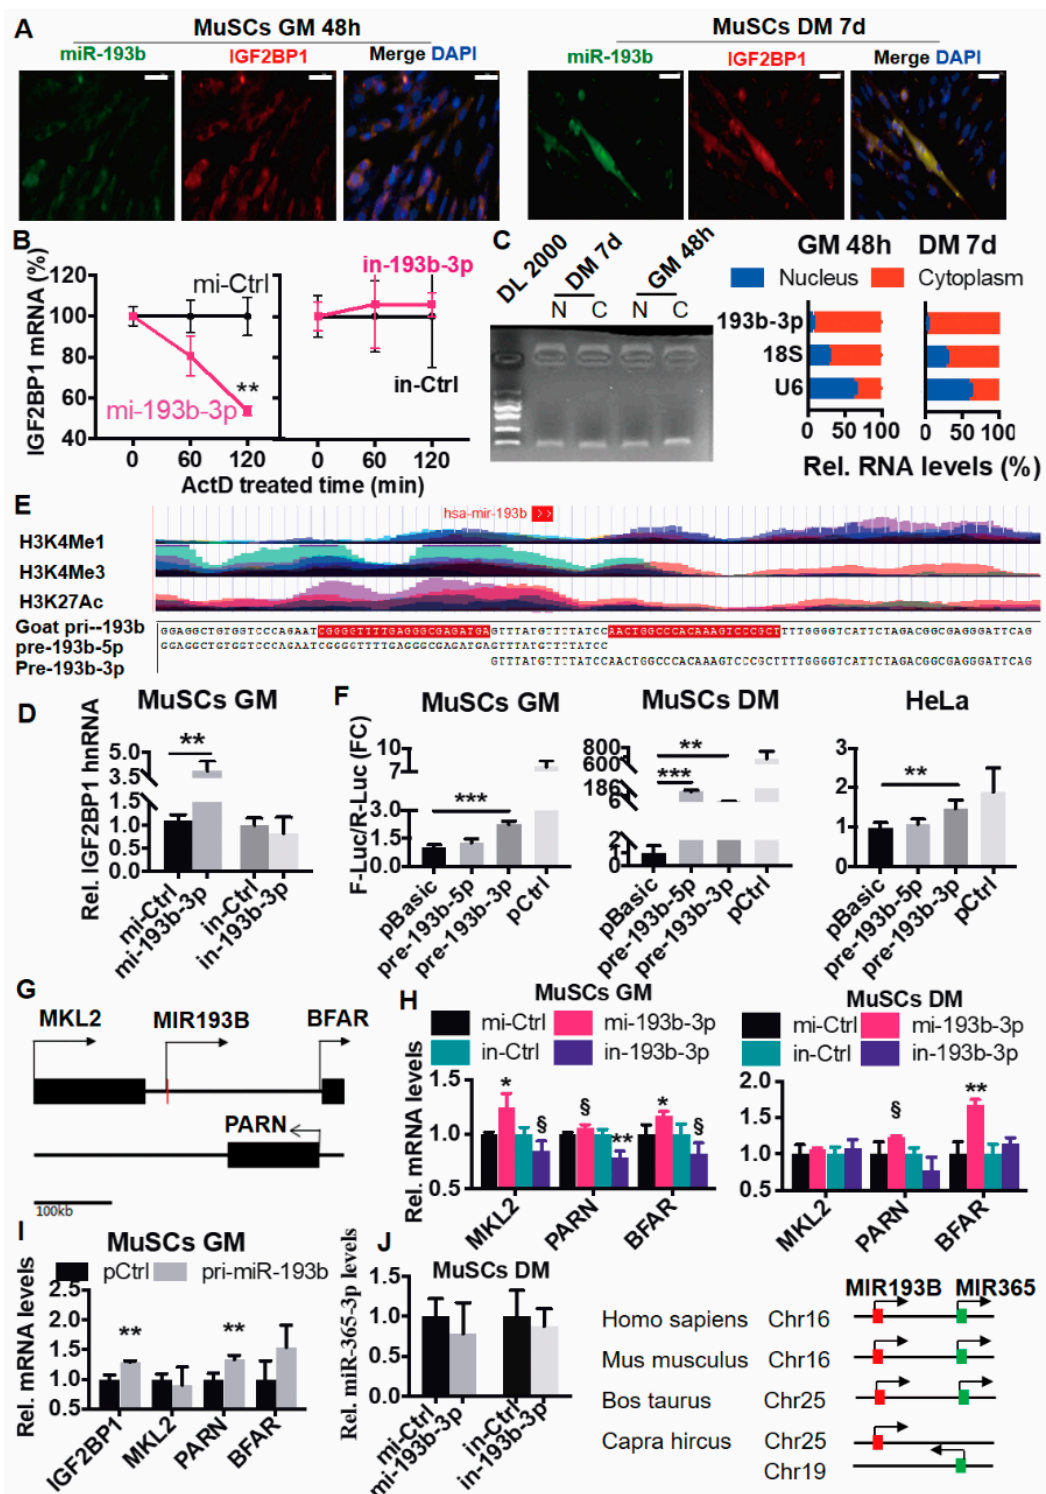 A
MuSCs GM 48h
miR-193b IGF2BP1 Merge DAPI
MuSCs DM 7d
miR-193b IGF2BP1 Merge DAPI
B
IGF2BP1 mRNA (%)
120
100
80
60
40
mi-Ctrl
mi-193b-3p
**
in-193b-3p
in-Ctrl
0 60 120 0 60 120
ActD treated time (min)
C
DL 2000 DM 7d GM 48h
N C N C
GM 48h DM 7d
Nucleus Cytoplasm
193b-3p
18S
U6
0 50 100 0 50 100
Rel. RNA levels (%)
E
hsa-mir-193b >>
H3K4Me1
H3K4Me3
H3K27Ac
Goat pri--193b GGAGGCTGTGGTCCCAGAATCGGGGTTTTGAGGGCGAGATGAGTTTATGTTTTATCCAACTGGCCCACAAAGTCCCGCTTTTGGGGTCATTCTAGACGGCGAGGGATTCAG
pre-193b-5p GGAGGCTGTGGTCCCAGAATCGGGGTTTTGAGGGCGAGATGAGTTTATGTTTTATCC
Pre-193b-3p GTTTATGTTTTATCCAACTGGCCCACAAAGTCCCGCTTTTGGGGTCATTCTAGACGGCGAGGGATTCAG
D
MuSCs GM
Rel. IGF2BP1 hnRNA
5.0
3.5
1.5
1.0
0.5
0.0
**
mi-Ctrl
mi-193b-3p
in-Ctrl
in-193b-3p
F
MuSCs GM
F-Luc/R-Luc (FC)
10
7
3.0
1.5
0.0
***
pBasic
pre-193b-5p
pre-193b-3p
pCtrl
MuSCs DM
800
600
186
6
2
1
0
**
***
pBasic
pre-193b-5p
pre-193b-3p
pCtrl
HeLa
3
2
1
0
**
pBasic
pre-193b-5p
pre-193b-3p
pCtrl
G
MKL2 MIR193B BFAR
PARN
100kb
H
MuSCs GM
mi-Ctrl mi-193b-3p
in-Ctrl in-193b-3p
Rel. mRNA levels
1.5
1.0
0.5
* § § ** * §
MKL2 PARN BFAR
MuSCs DM
mi-Ctrl mi-193b-3p
in-Ctrl in-193b-3p
2.0
1.5
1.0
0.5
§ **
MKL2 PARN BFAR
I
MuSCs GM
pCtrl pri-miR-193b
Rel. mRNA levels
2.5
2.0
1.5
1.0
0.5
** **
IGF2BP1 MKL2 PARN BFAR
J
MuSCs DM
Rel. miR-365-3p levels
1.5
1.0
0.5
0.0
mi-Ctrl
mi-193b-3p
in-Ctrl
in-193b-3p
MIR193B MIR365
Homo sapiens Chr16
Mus musculus Chr16
Bos taurus Chr25
Capra hircus Chr25
Chr19